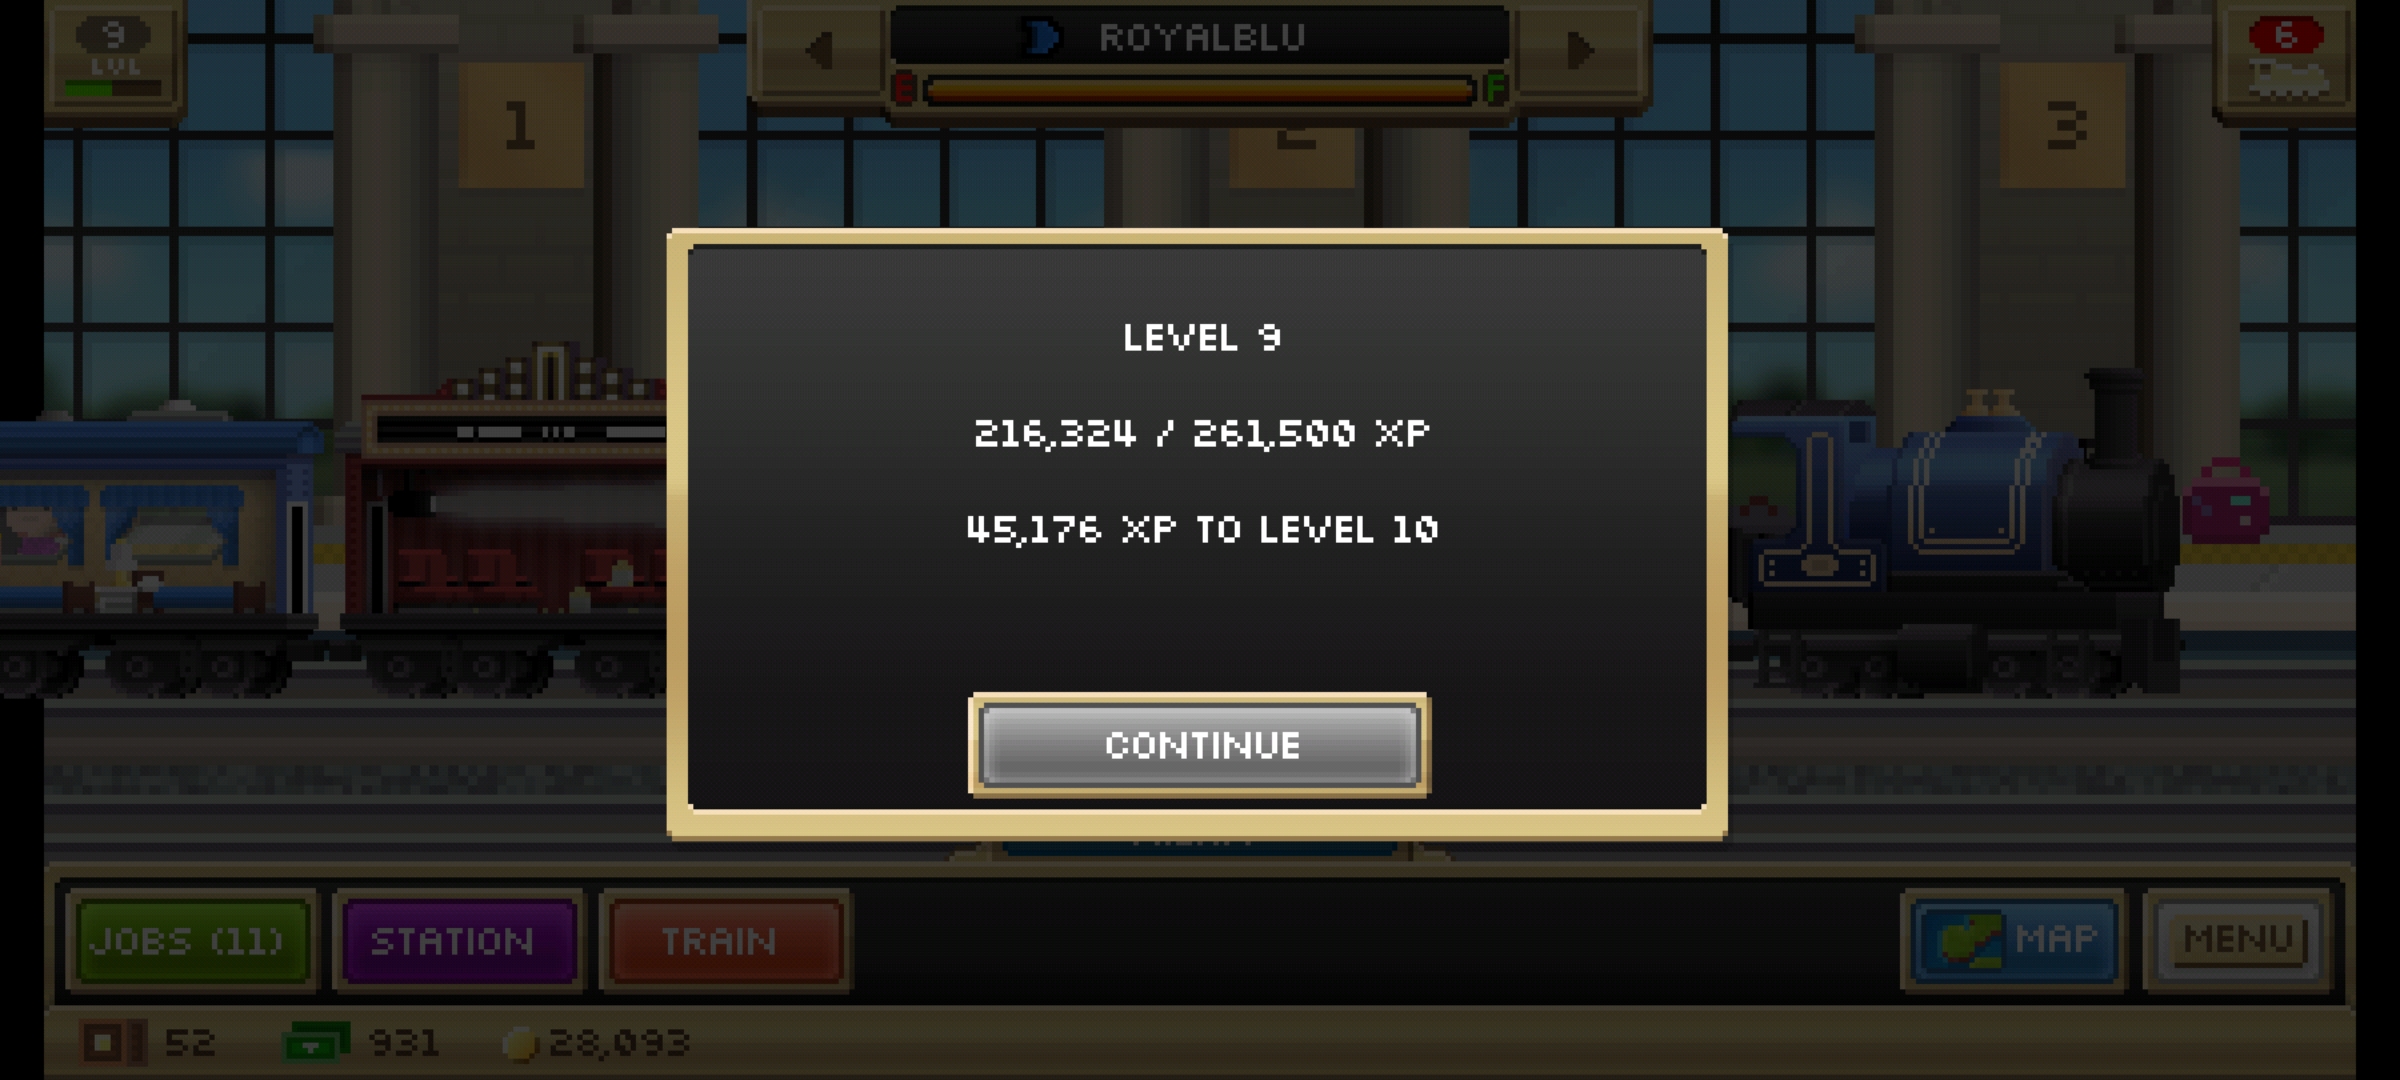 9
LVL
ROYALBLU
E F
6
1
2
3
LEVEL 9
216,324 / 261,500 XP
45,176 XP TO LEVEL 10
CONTINUE
JOBS (11)
STATION
TRAIN
MAP
MENU
52
931
28,093